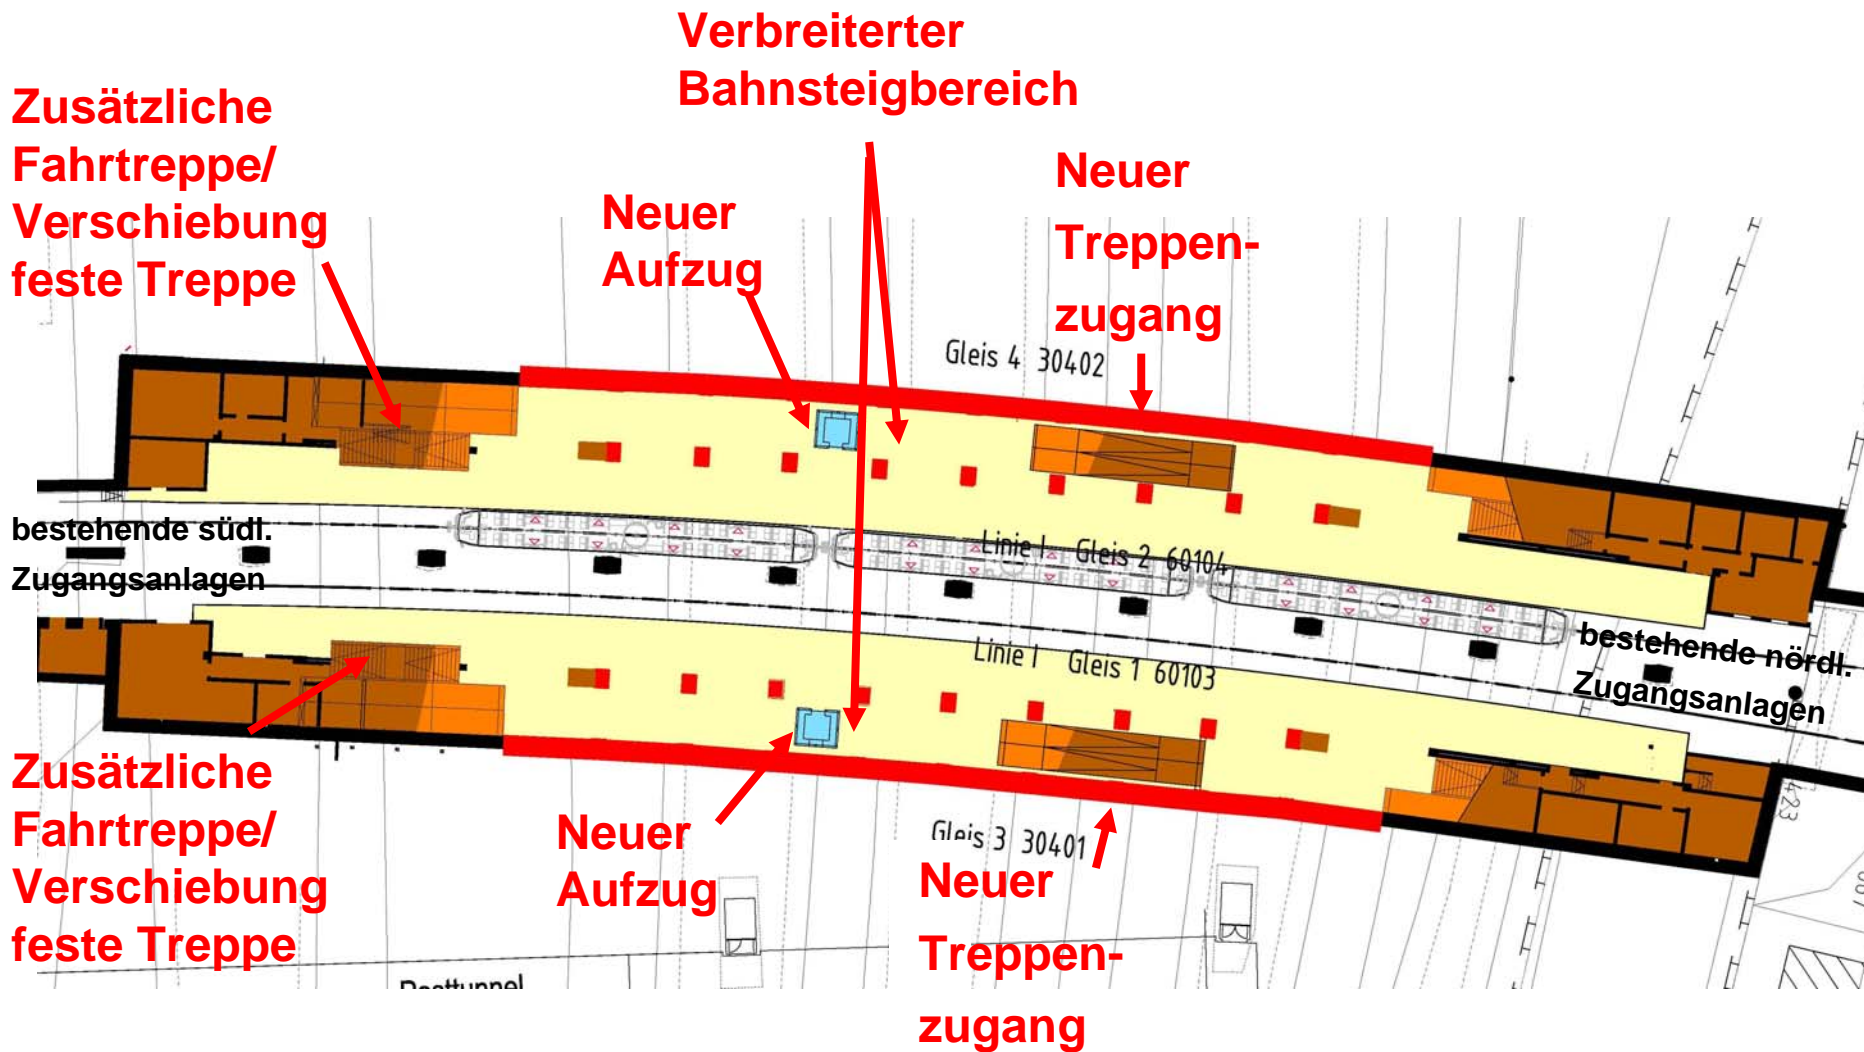 Verbreiterter
Bahnsteigbereich
Zusätzliche
Fahrtreppe/
Verschiebung
feste Treppe
Neuer
Aufzug
Neuer
Treppen-
zugang
Gleis 4 30402
bestehende südl.
Zugangsanlagen
Linie I Gleis 2 60104
Linie I Gleis 1 60103
bestehende nördl.
Zugangsanlagen
Zusätzliche
Fahrtreppe/
Verschiebung
feste Treppe
Neuer
Aufzug
Gleis 3 30401
Neuer
Treppen-
zugang
423
Posttunnel